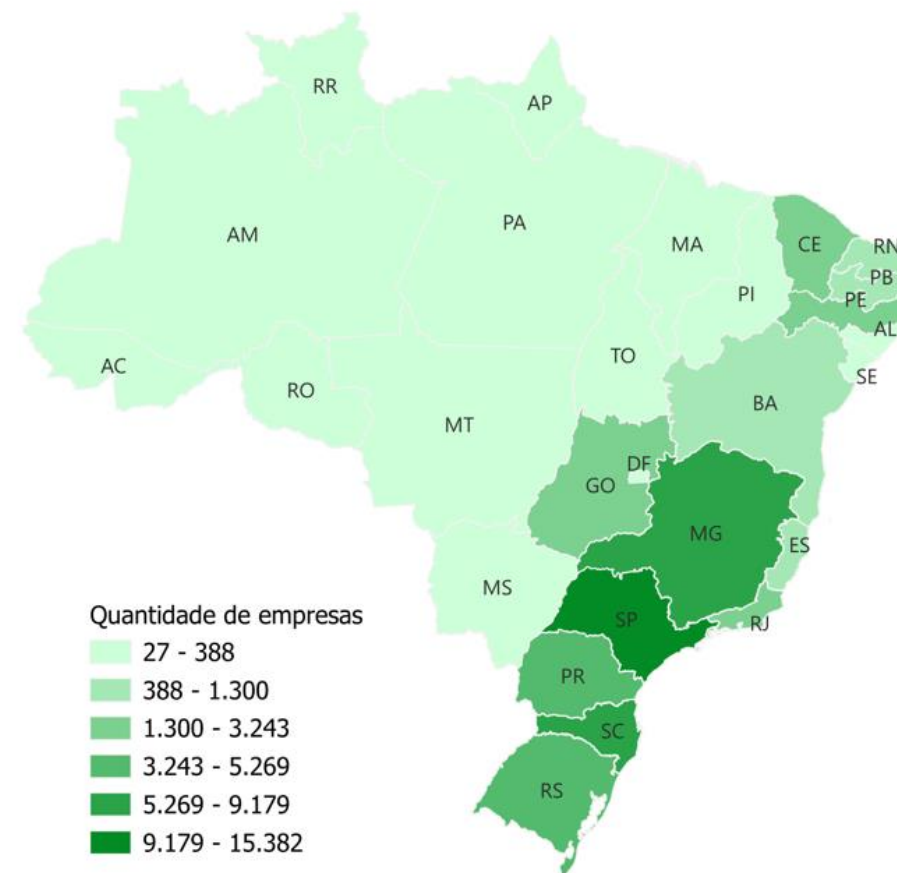 RR
AP
AM
PA
MA
CE
RN
PB
PI
PE
AL
TO
SE
AC
RO
BA
MT
DF
GO
MG
ES
MS
SP
RJ
PR
SC
RS
Quantidade de empresas
27 - 388
388 - 1.300
1.300 - 3.243
3.243 - 5.269
5.269 - 9.179
9.179 - 15.382